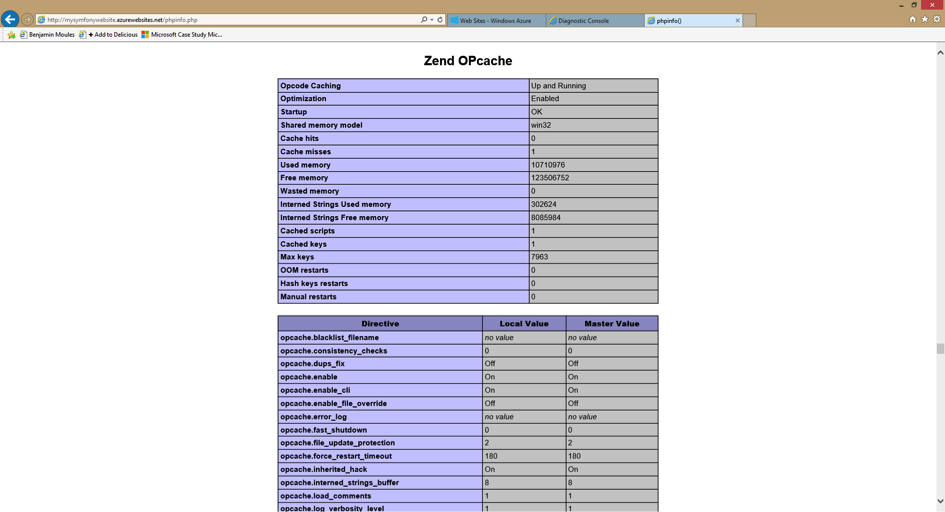 http://mysymfonywebsite.azurewebsites.net/phpinfo.php
Web Sites - Windows Azure
Diagnostic Console
phpinfo()
Benjamin Moules
Add to Delicious
Microsoft Case Study Mic...
Zend OPcache
Opcode Caching Up and Running
Optimization Enabled
Startup OK
Shared memory model win32
Cache hits 0
Cache misses 1
Used memory 10710976
Free memory 123506752
Wasted memory 0
Interned Strings Used memory 302624
Interned Strings Free memory 8085984
Cached scripts 1
Cached keys 1
Max keys 7963
OOM restarts 0
Hash keys restarts 0
Manual restarts 0
Directive Local Value Master Value
opcache.blacklist_filename no value no value
opcache.consistency_checks 0 0
opcache.dups_fix Off Off
opcache.enable On On
opcache.enable_cli On On
opcache.enable_file_override Off Off
opcache.error_log no value no value
opcache.fast_shutdown 0 0
opcache.file_update_protection 2 2
opcache.force_restart_timeout 180 180
opcache.inherited_hack On On
opcache.interned_strings_buffer 8 8
opcache.load_comments 1 1
opcache.log_verbosity_level 1 1